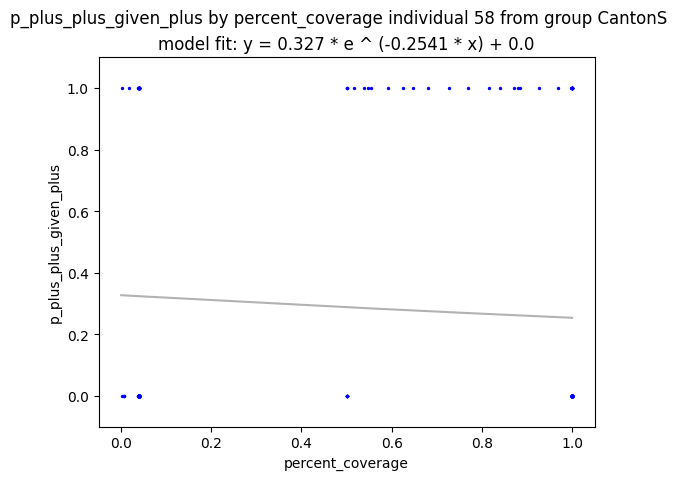 p_plus_plus_given_plus by percent_coverage individual 58 from group CantonS
model fit: y = 0.327 * e ^ (-0.2541 * x) + 0.0
p_plus_plus_given_plus
1.0
0.8
0.6
0.4
0.2
0.0
0.0 0.2 0.4 0.6 0.8 1.0
percent_coverage